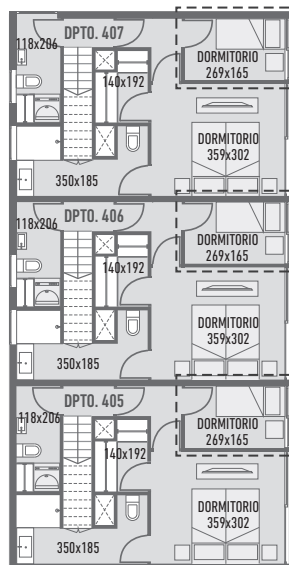 DPTO. 407
118x206
140x192
DORMITORIO
269x165
DORMITORIO
359x302
350x185
DPTO. 406
118x206
140x192
DORMITORIO
269x165
DORMITORIO
359x302
350x185
DPTO. 405
118x206
140x192
DORMITORIO
269x165
DORMITORIO
359x302
350x185